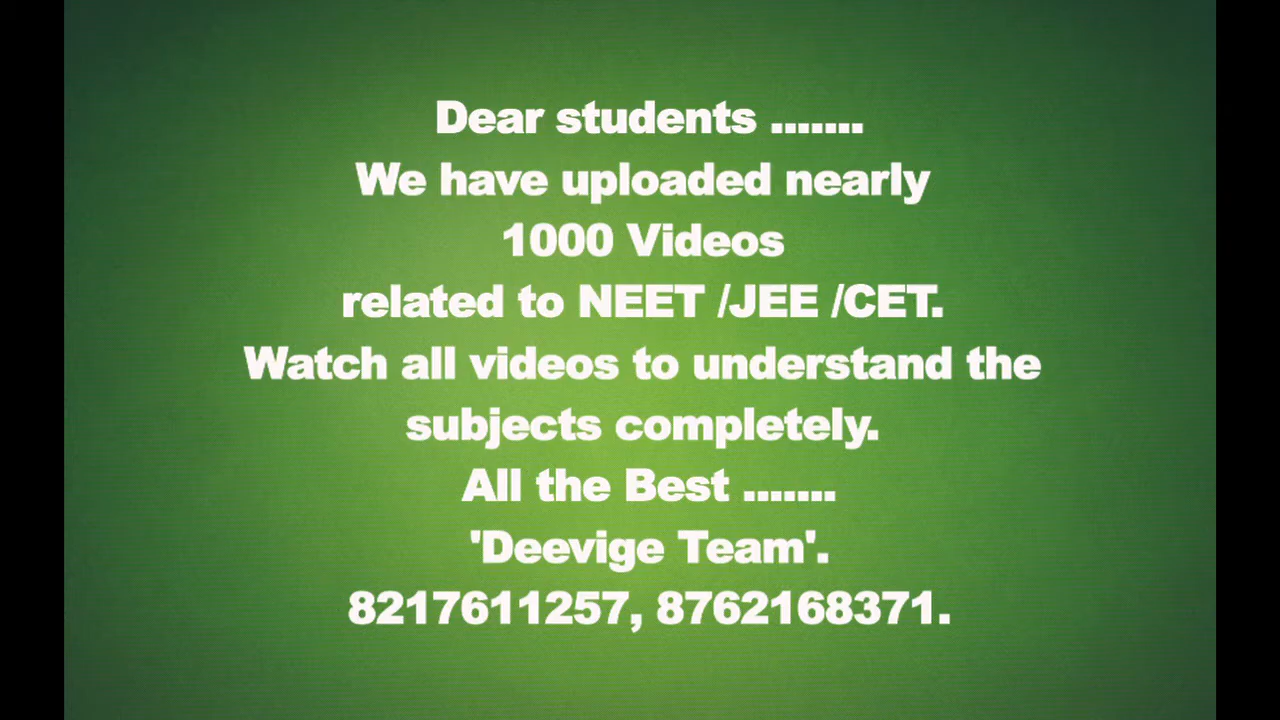 Dear students .......
We have uploaded nearly
1000 Videos
related to NEET /JEE /CET.
Watch all videos to understand the
subjects completely.
All the Best .......
'Deevige Team'.
8217611257, 8762168371.